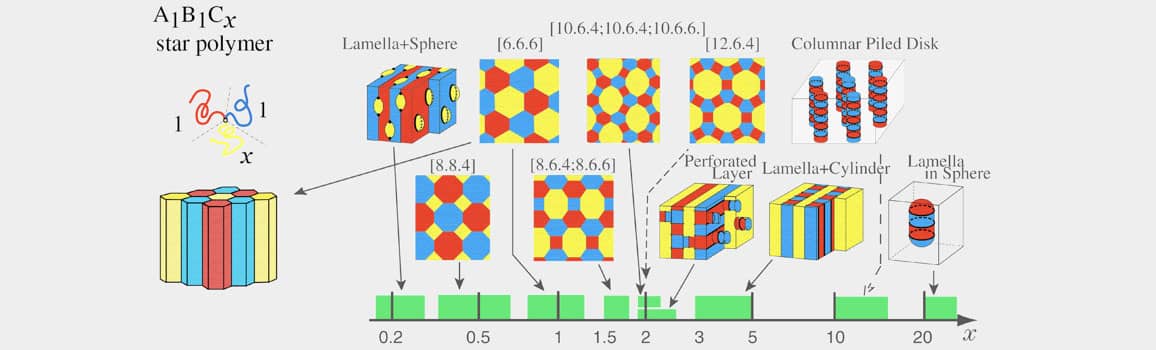 A1B1Cx
star polymer
1
1
x
Lamella+Sphere
[6.6.6]
[10.6.4;10.6.4;10.6.6.]
[12.6.4]
Columnar Piled Disk
[8.8.4]
[8.6.4;8.6.6]
Perforated
Layer
Lamella+Cylinder
Lamella
in Sphere
0.2
0.5
1
1.5
2
3
5
10
20
x